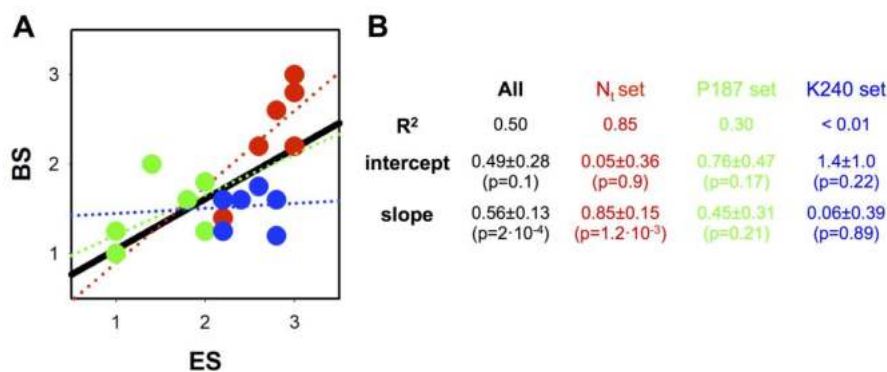 A
B
3
2
1
BS
1 2 3
ES
All Nt set P187 set K240 set
R² 0.50 0.85 0.30 < 0.01
intercept 0.49±0.28 0.05±0.36 0.76±0.47 1.4±1.0
(p=0.1) (p=0.9) (p=0.17) (p=0.22)
slope 0.56±0.13 0.85±0.15 0.45±0.31 0.06±0.39
(p=2·10⁻⁴) (p=1.2·10⁻³) (p=0.21) (p=0.89)